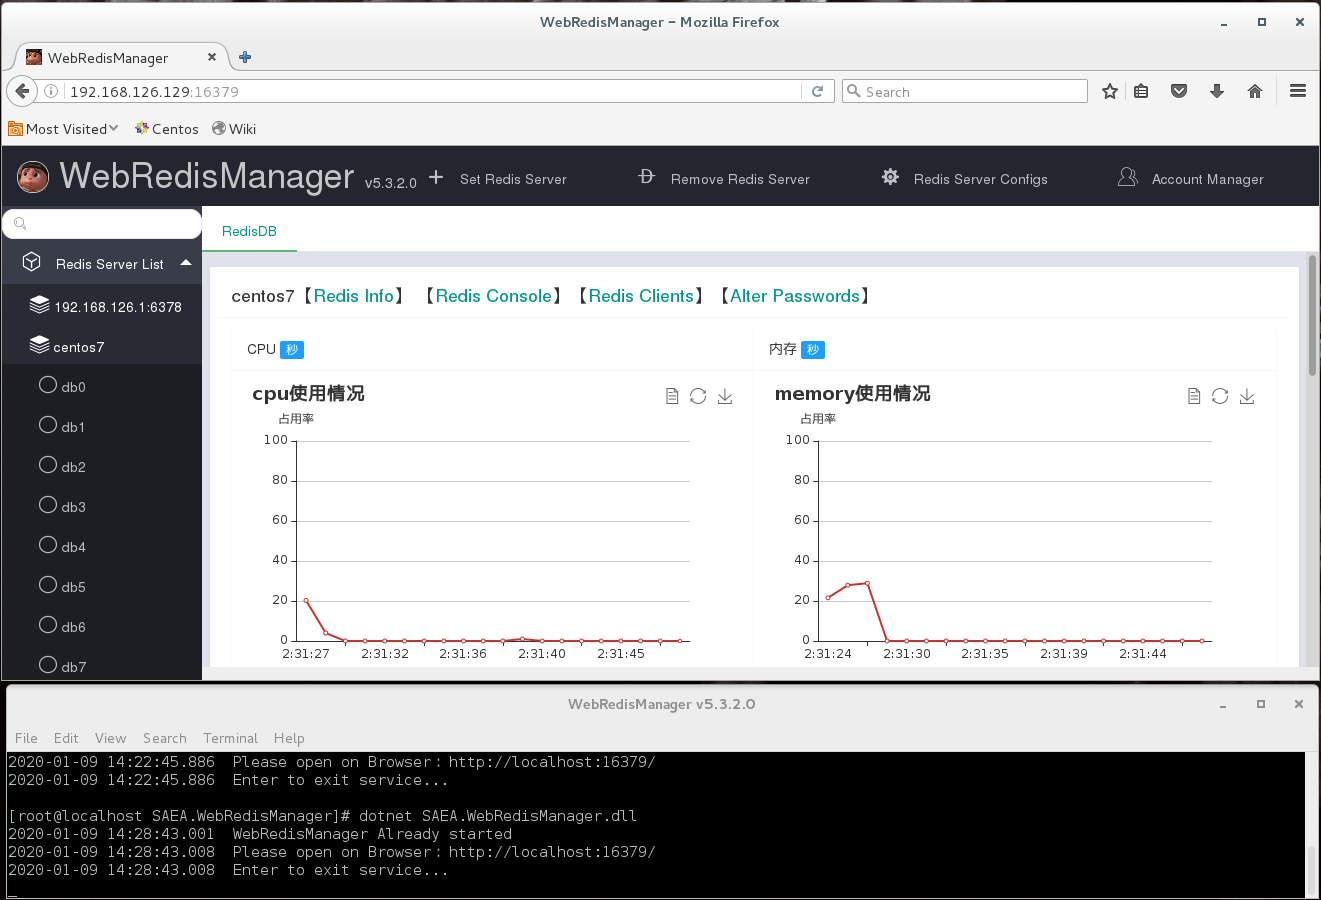 WebRedisManager - Mozilla Firefox
WebRedisManager
192.168.126.129:16379
Search
Most Visited
Centos
Wiki
WebRedisManager v5.3.2.0
Set Redis Server
Remove Redis Server
Redis Server Configs
Account Manager
RedisDB
Redis Server List
192.168.126.1:6378
centos7
db0
db1
db2
db3
db4
db5
db6
db7
centos7【Redis Info】 【Redis Console】【Redis Clients】 【Alter Passwords】
CPU 秒
cpu使用情况
占用率
100
80
60
40
20
0
2:31:27 2:31:32 2:31:36 2:31:40 2:31:45
内存 秒
memory使用情况
占用率
100
80
60
40
20
0
2:31:24 2:31:30 2:31:35 2:31:39 2:31:44
WebRedisManager v5.3.2.0
File Edit View Search Terminal Help
2020-01-09 14:22:45.886 Please open on Browser：http://localhost:16379/
2020-01-09 14:22:45.886 Enter to exit service...
[root@localhost SAEA.WebRedisManager]# dotnet SAEA.WebRedisManager.dll
2020-01-09 14:28:43.001 WebRedisManager Already started
2020-01-09 14:28:43.008 Please open on Browser：http://localhost:16379/
2020-01-09 14:28:43.008 Enter to exit service...